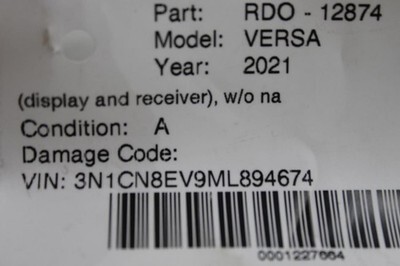 Part: RDO - 12874
Model: VERSA
Year: 2021
(display and receiver), w/o na
Condition: A
Damage Code:
VIN: 3N1CN8EV9ML894674
0001227664